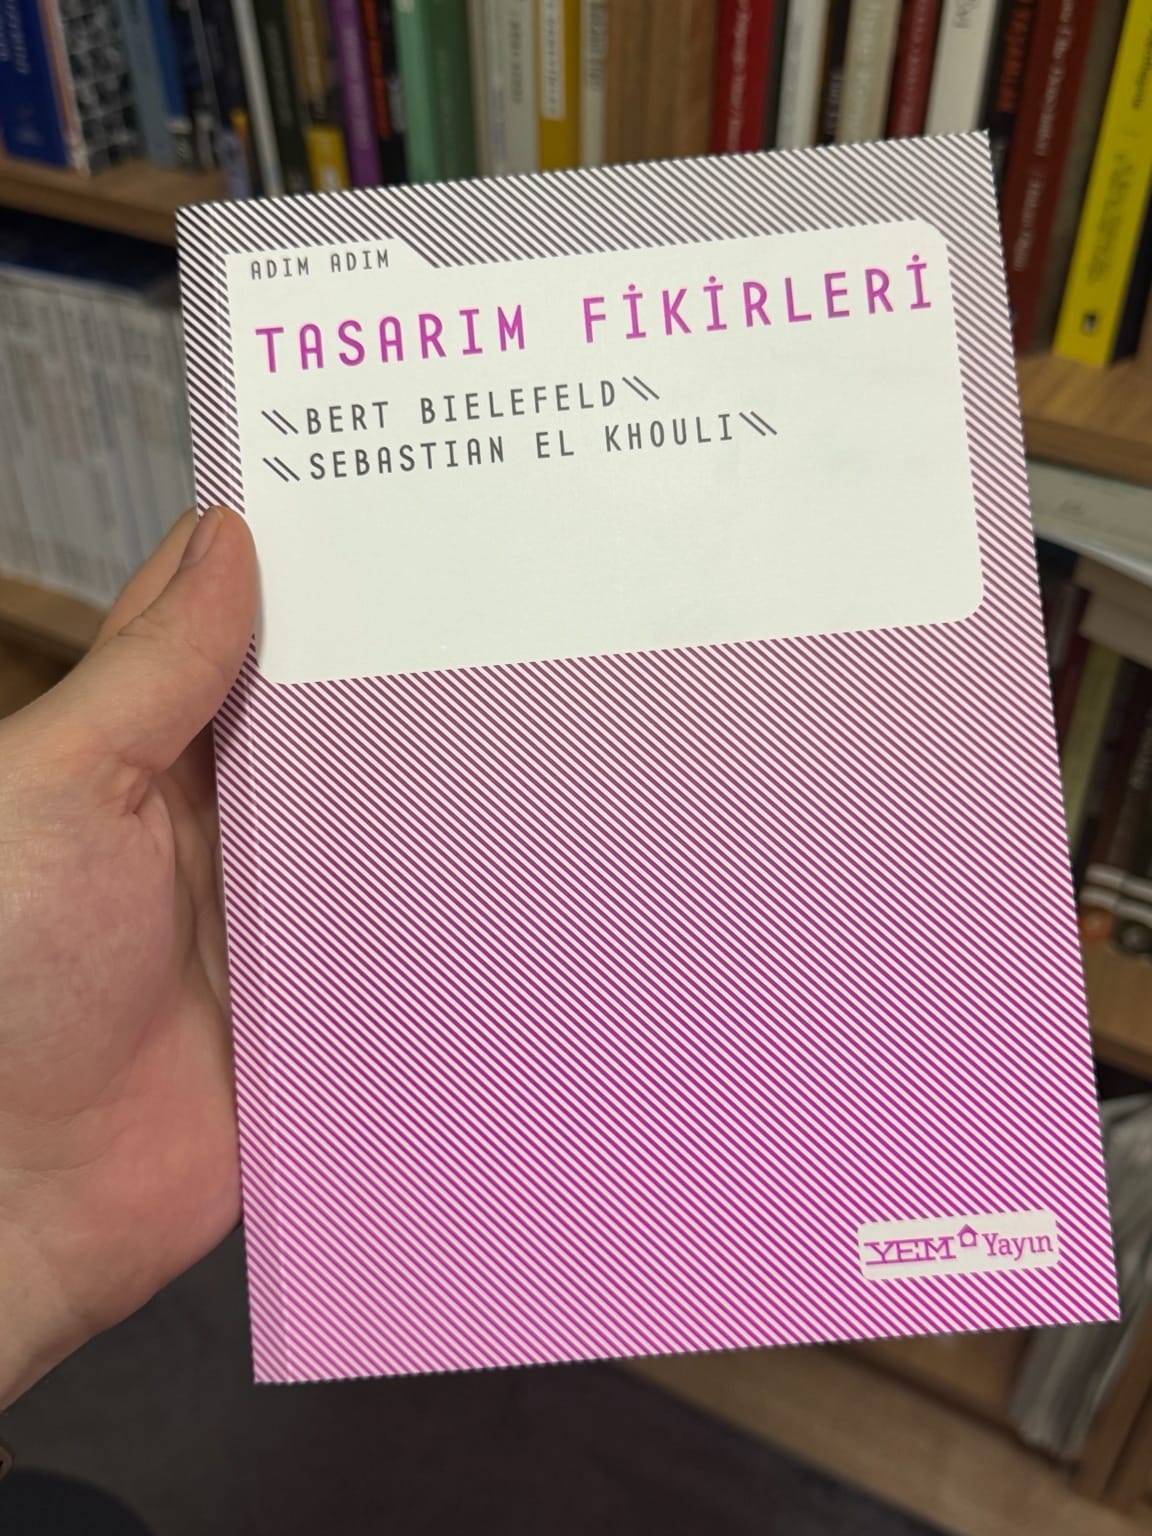 ADIM ADIM
TASARIM FİKİRLERİ
\\BERT BIELEFELD\\
\\SEBASTIAN EL KHOULI\\
YEM Yayın